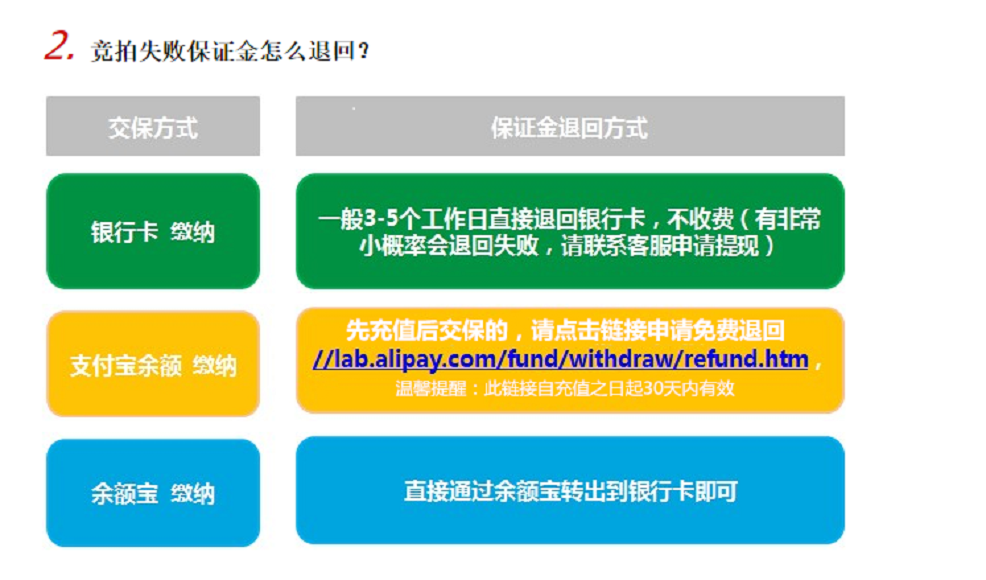 2. 竞拍失败保证金怎么退回？
交保方式
保证金退回方式
银行卡 缴纳
一般3-5个工作日直接退回银行卡，不收费（有非常
小概率会退回失败，请联系客服申请提现）
支付宝余额 缴纳
先充值后交保的，请点击链接申请免费退回
//lab.alipay.com/fund/withdraw/refund.htm，
温馨提醒：此链接自充值之日起30天内有效
余额宝 缴纳
直接通过余额宝转出到银行卡即可